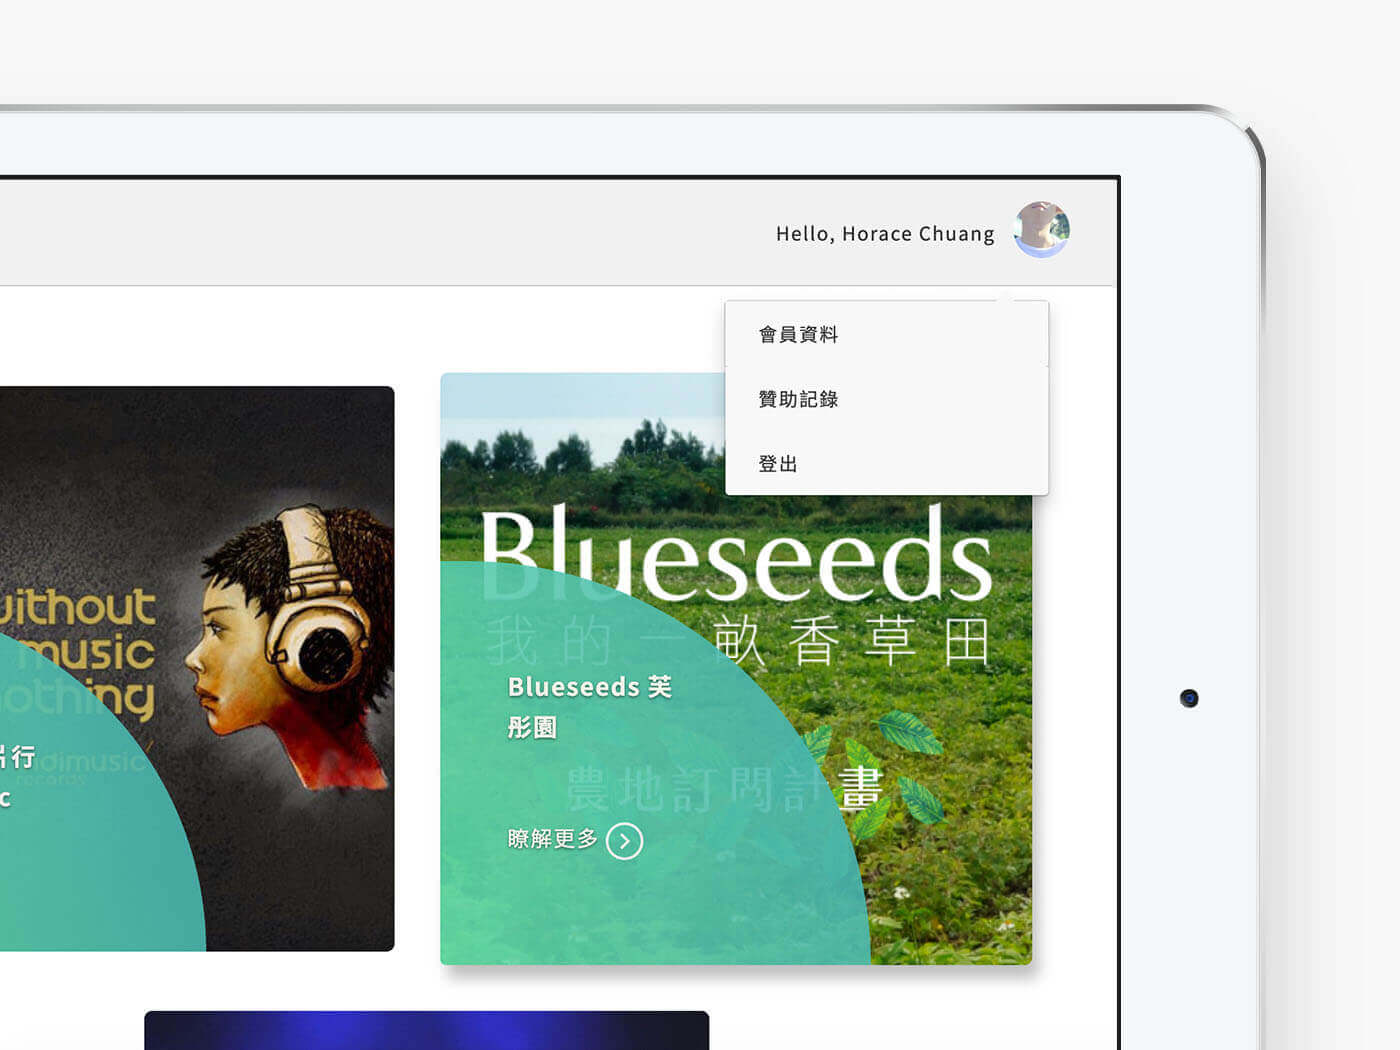 Hello, Horace Chuang
會員資料
贊助記錄
登出
without
music
nothing
行
dimusic
records
c
Blueseeds
我的一畝香草田
Blueseeds 芙
彤園
農地訂閱計畫
瞭解更多